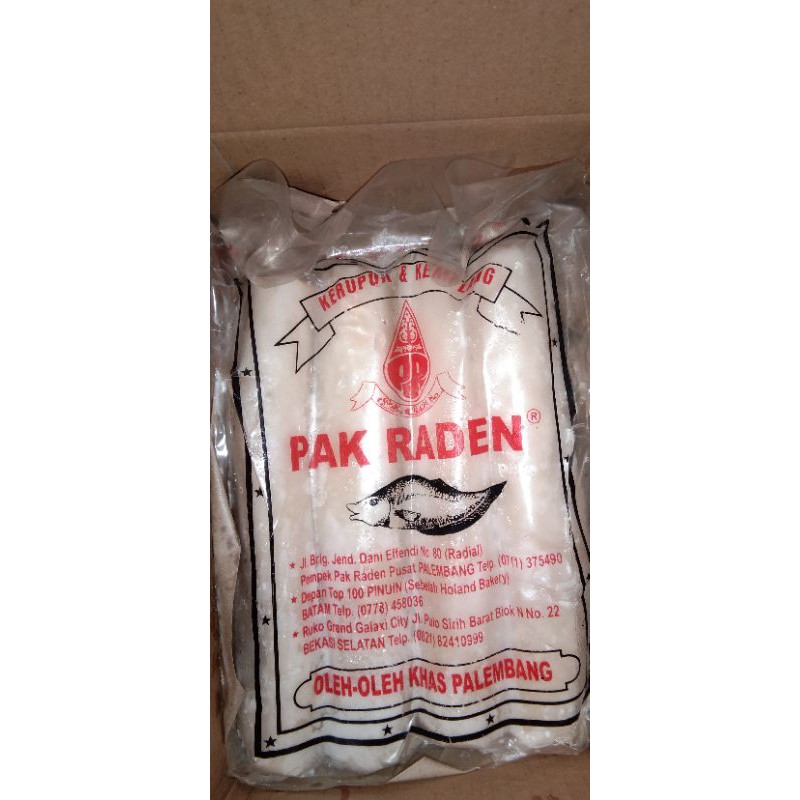 KERUPUK & KEMPLANG
PR
PAK RADEN ®
★ Jl. Brig. Jend. Dani Effendi No 80 (Radial)
Pempek Pak Raden Pusat PALEMBANG Telp. (0711) 375490
★ Depan Top 100 PINUIN (Sebelah Holand Bakery)
BATAM Telp. (0778) 458036
★ Ruko Grand Galaxi City Jl. Pulo Sirih Barat Blok N No. 22
BEKASI SELATAN Telp. (0821) 82410999
OLEH-OLEH KHAS PALEMBANG